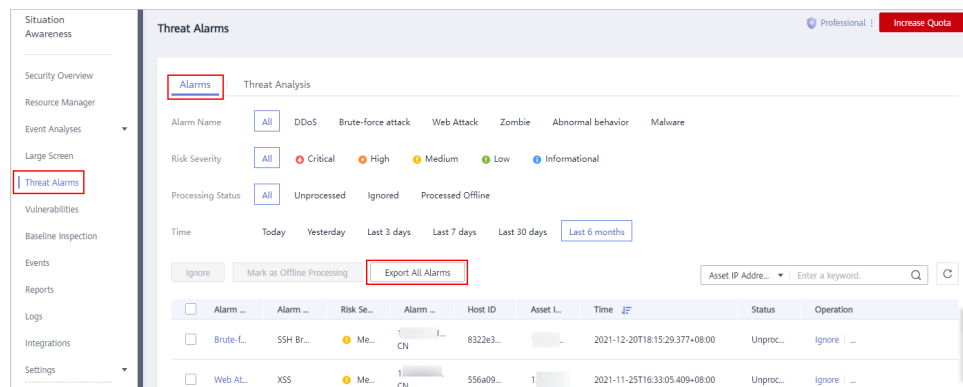 Situation
Awareness
Security Overview
Resource Manager
Event Analyses
Large Screen
Threat Alarms
Vulnerabilities
Baseline Inspection
Events
Reports
Logs
Integrations
Settings
Threat Alarms
Professional
Increase Quota
Alarms Threat Analysis
Alarm Name All DDoS Brute-force attack Web Attack Zombie Abnormal behavior Malware
Risk Severity All Critical High Medium Low Informational
Processing Status All Unprocessed Ignored Processed Offline
Time Today Yesterday Last 3 days Last 7 days Last 30 days Last 6 months
Ignore Mark as Offline Processing Export All Alarms Asset IP Addre... Enter a keyword.
Alarm ... Alarm ... Risk Se... Alarm ... Host ID Asset I... Time Status Operation
Brute-f... SSH Br... Me... CN 8322e3... 2021-12-20T18:15:29.377+08:00 Unproc... Ignore ...
Web At... XSS Me... CN 556a09... 2021-11-25T16:33:05.409+08:00 Unproc... Ignore ...